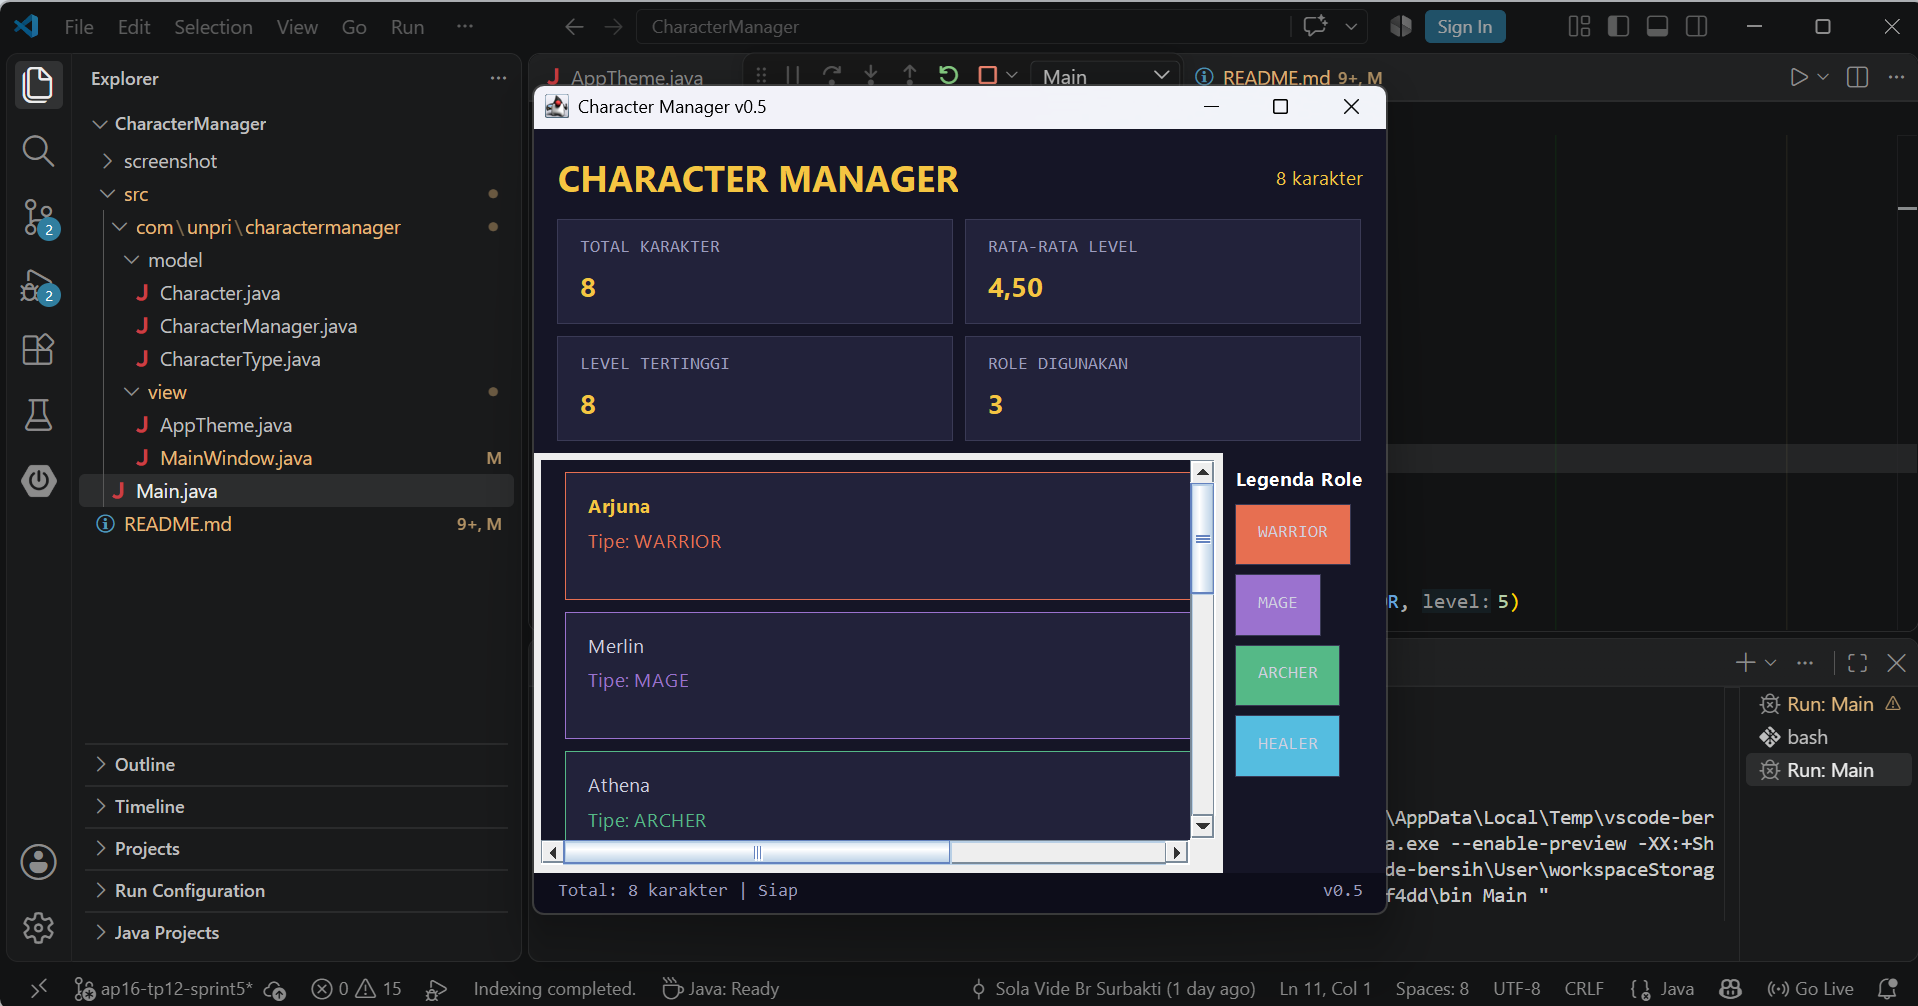 File Edit Selection View Go Run ···
CharacterManager
Sign In
Explorer
CharacterManager
screenshot
src
com\unpri\charactermanager
model
Character.java
CharacterManager.java
CharacterType.java
view
AppTheme.java
MainWindow.java M
Main.java
README.md 9+, M
2
2
Outline
Timeline
Projects
Run Configuration
Java Projects
AppTheme.java
Main
README.md 9+, M
Character Manager v0.5
CHARACTER MANAGER
8 karakter
TOTAL KARAKTER
8
RATA-RATA LEVEL
4,50
LEVEL TERTINGGI
8
ROLE DIGUNAKAN
3
Arjuna
Tipe: WARRIOR
Merlin
Tipe: MAGE
Athena
Tipe: ARCHER
Legenda Role
WARRIOR
MAGE
ARCHER
HEALER
Total: 8 karakter | Siap
v0.5
R, level: 5)
Run: Main
bash
Run: Main
\AppData\Local\Temp\vscode-ber
a.exe --enable-preview -XX:+Sh
de-bersih\User\workspaceStorag
f4dd\bin Main "
ap16-tp12-sprint5* 0 15 Indexing completed. Java: Ready Sola Vide Br Surbakti (1 day ago) Ln 11, Col 1 Spaces: 8 UTF-8 CRLF Java Go Live